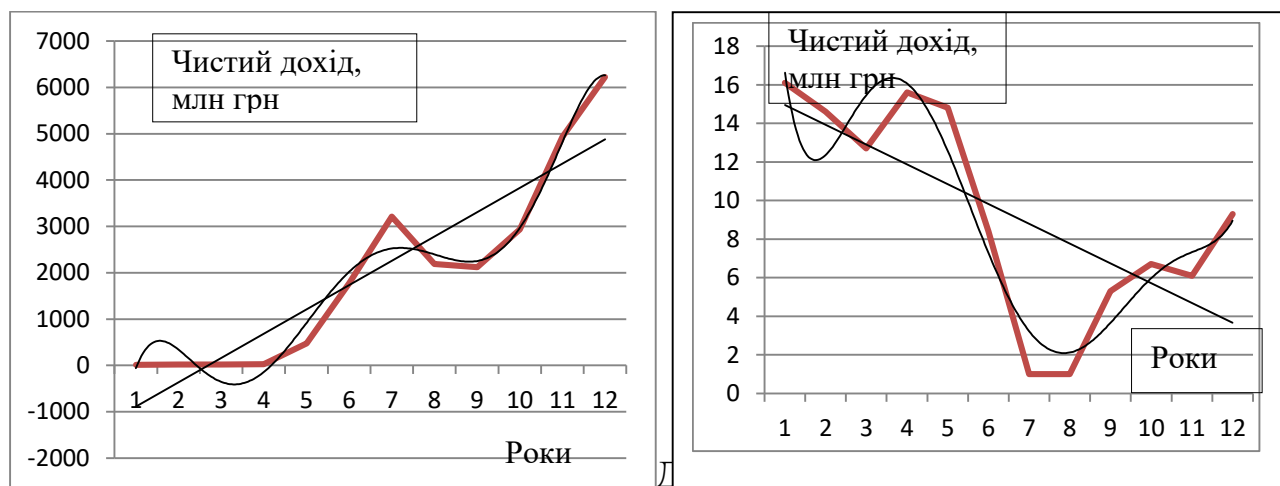 7000
6000
5000
4000
3000
2000
1000
0
-1000
-2000
Чистий дохід,
млн грн
1 2 3 4 5 6 7 8 9 10 11 12
Роки
Д
18
16
14
12
10
8
6
4
2
0
Чистий дохід,
млн грн
Роки
1 2 3 4 5 6 7 8 9 10 11 12